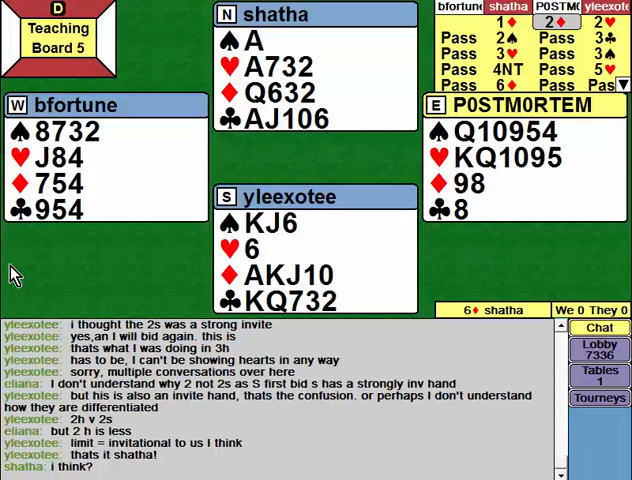 D
Teaching
Board 5
N shatha
♠ A
♥ A732
♦ Q632
♣ AJ106
bfortune shatha P0STM0 yleexote
1♦ 2♦ 2♥
Pass 2♠ Pass 3♣
Pass 3♥ Pass 3♠
Pass 4NT Pass 5♥
Pass 6♦ Pass Pas
W bfortune
♠ 8732
♥ J84
♦ 754
♣ 954
E P0STM0RTEM
♠ Q10954
♥ KQ1095
♦ 98
♣ 8
S yleexotee
♠ KJ6
♥ 6
♦ AKJ10
♣ KQ732
6♦ shatha We 0 They 0
yleexotee: i thought the 2s was a strong invite
yleexotee: yes,an I will bid again. this is
yleexotee: thats what I was doing in 3h
yleexotee: has to be, I can't be showing hearts in any way
yleexotee: sorry, multiple conversations over here
eliana: I don't understand why 2 not 2s as S first bid s has a strongly inv hand
yleexotee: but his is also an invite hand, thats the confusion. or perhaps I don't understand
how they are differentiated
yleexotee: 2h v 2s
eliana: but 2 h is less
yleexotee: limit = invitational to us I think
yleexotee: thats it shatha!
shatha: i think?
Chat
Lobby
7336
Tables
1
Tourneys